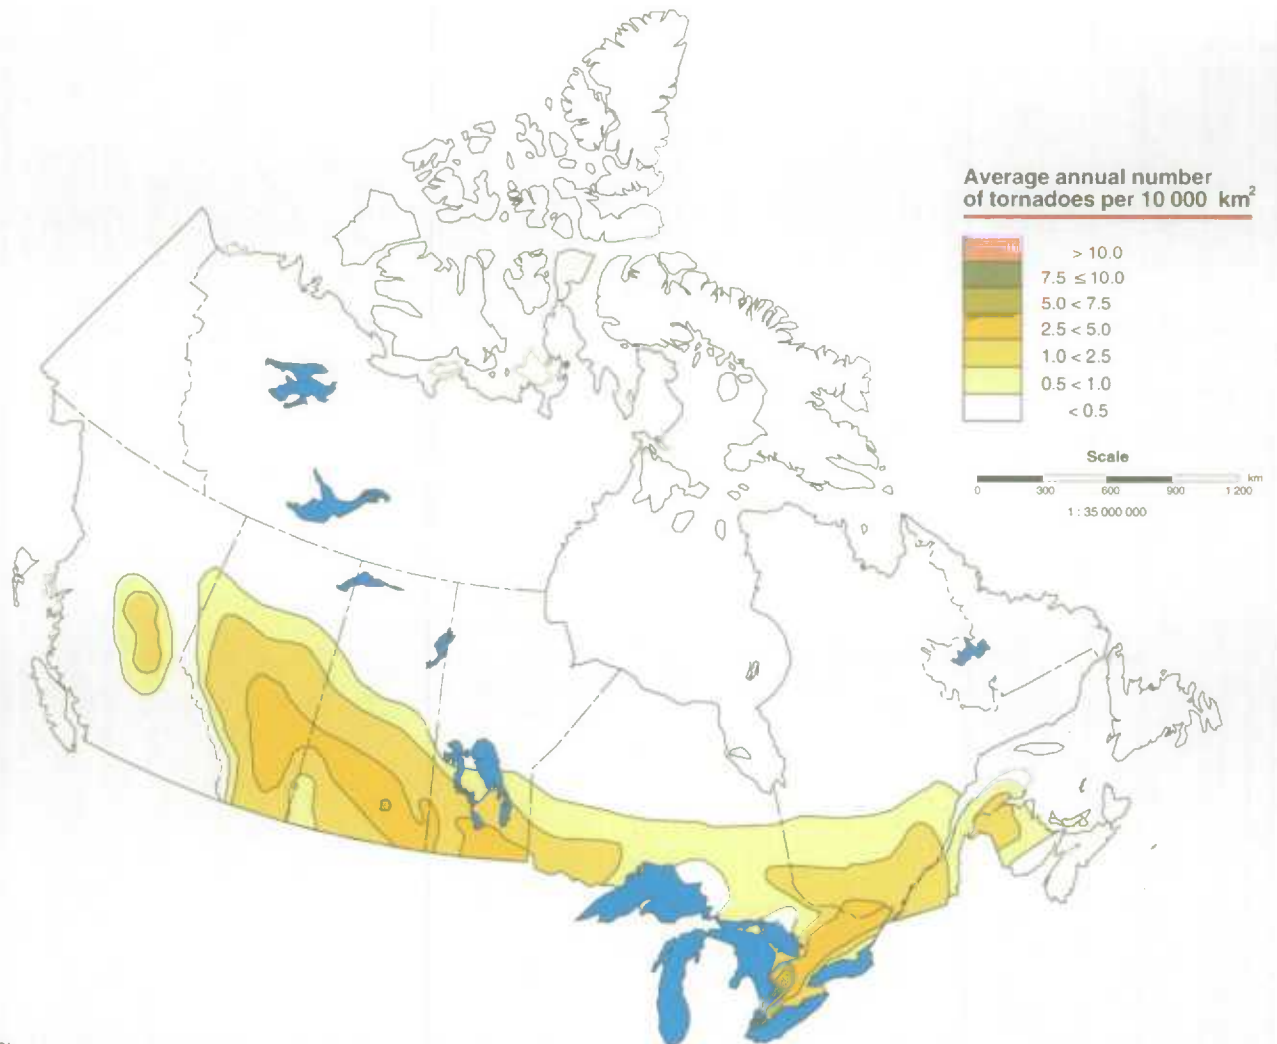 Average annual number
of tornadoes per 10 000 km²
> 10.0
7.5 ≤ 10.0
5.0 < 7.5
2.5 < 5.0
1.0 < 2.5
0.5 < 1.0
< 0.5
Scale
km
0 300 600 900 1 200
1 : 35 000 000